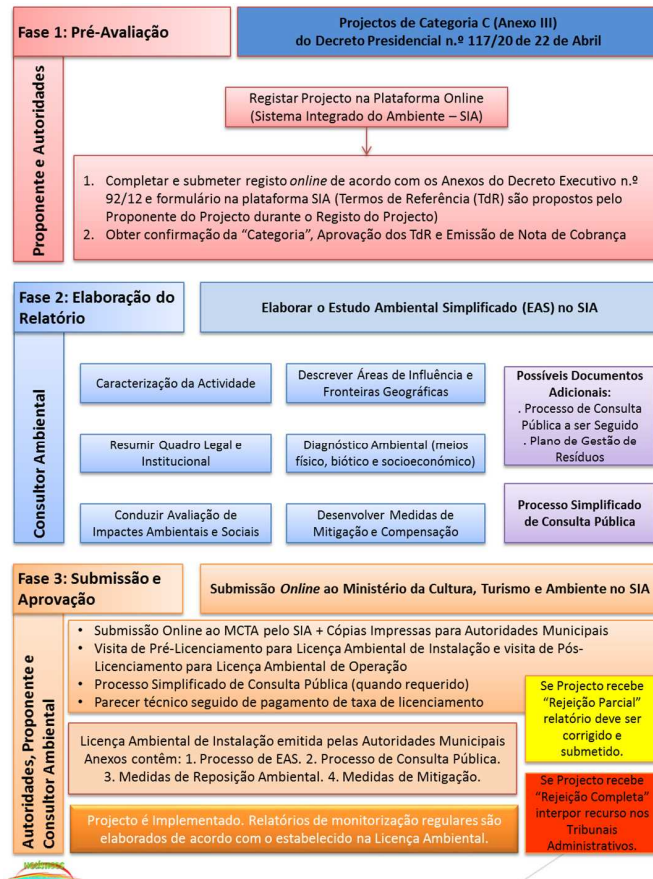 Fase 1: Pré-Avaliação
Projectos de Categoria C (Anexo III)
do Decreto Presidencial n.º 117/20 de 22 de Abril
Proponente e Autoridades
Registar Projecto na Plataforma Online
(Sistema Integrado do Ambiente – SIA)
1. Completar e submeter registo online de acordo com os Anexos do Decreto Executivo n.º
92/12 e formulário na plataforma SIA (Termos de Referência (TdR) são propostos pelo
Proponente do Projecto durante o Registo do Projecto)
2. Obter confirmação da “Categoria”, Aprovação dos TdR e Emissão de Nota de Cobrança
Fase 2: Elaboração do
Relatório
Elaborar o Estudo Ambiental Simplificado (EAS) no SIA
Consultor Ambiental
Caracterização da Actividade
Descrever Áreas de Influência e
Fronteiras Geográficas
Resumir Quadro Legal e
Institucional
Diagnóstico Ambiental (meios
físico, biótico e socioeconómico)
Conduzir Avaliação de
Impactes Ambientais e Sociais
Desenvolver Medidas de
Mitigação e Compensação
Possíveis Documentos
Adicionais:
. Processo de Consulta
Pública a ser Seguido
. Plano de Gestão de
Resíduos
Processo Simplificado
de Consulta Pública
Fase 3: Submissão e
Aprovação
Submissão Online ao Ministério da Cultura, Turismo e Ambiente no SIA
Autoridades, Proponente e
Consultor Ambiental
• Submissão Online ao MCTA pelo SIA + Cópias Impressas para Autoridades Municipais
• Visita de Pré-Licenciamento para Licença Ambiental de Instalação e visita de Pós-
Licenciamento para Licença Ambiental de Operação
• Processo Simplificado de Consulta Pública (quando requerido)
• Parecer técnico seguido de pagamento de taxa de licenciamento
Licença Ambiental de Instalação emitida pelas Autoridades Municipais
Anexos contêm: 1. Processo de EAS. 2. Processo de Consulta Pública.
3. Medidas de Reposição Ambiental. 4. Medidas de Mitigação.
Projecto é Implementado. Relatórios de monitorização regulares são
elaborados de acordo com o estabelecido na Licença Ambiental.
Se Projecto recebe
“Rejeição Parcial”
relatório deve ser
corrigido e
submetido.
Se Projecto recebe
“Rejeição Completa”
interpor recurso nos
Tribunais
Administrativos.